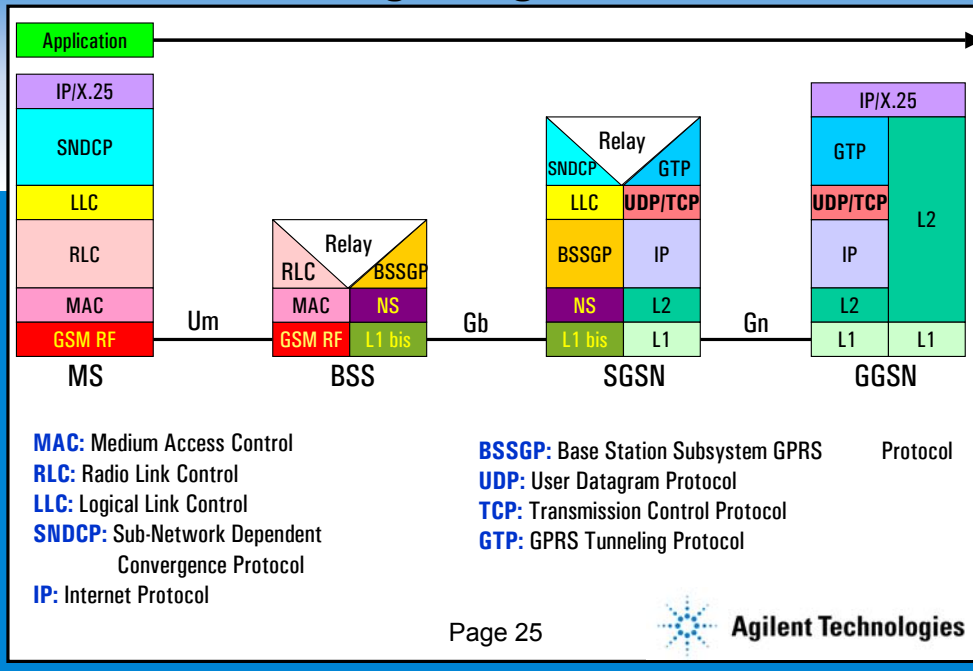 Application
IP/X.25
SNDCP
LLC
RLC
MAC
GSM RF
MS
Um
Relay
RLC
BSSGP
MAC
NS
GSM RF
L1 bis
BSS
Gb
Relay
SNDCP
GTP
LLC
UDP/TCP
BSSGP
IP
NS
L2
L1 bis
L1
SGSN
Gn
IP/X.25
GTP
UDP/TCP
IP
L2
L2
L1
L1
GGSN
MAC: Medium Access Control
RLC: Radio Link Control
LLC: Logical Link Control
SNDCP: Sub-Network Dependent
Convergence Protocol
IP: Internet Protocol
BSSGP: Base Station Subsystem GPRS Protocol
UDP: User Datagram Protocol
TCP: Transmission Control Protocol
GTP: GPRS Tunneling Protocol
Page 25
Agilent Technologies